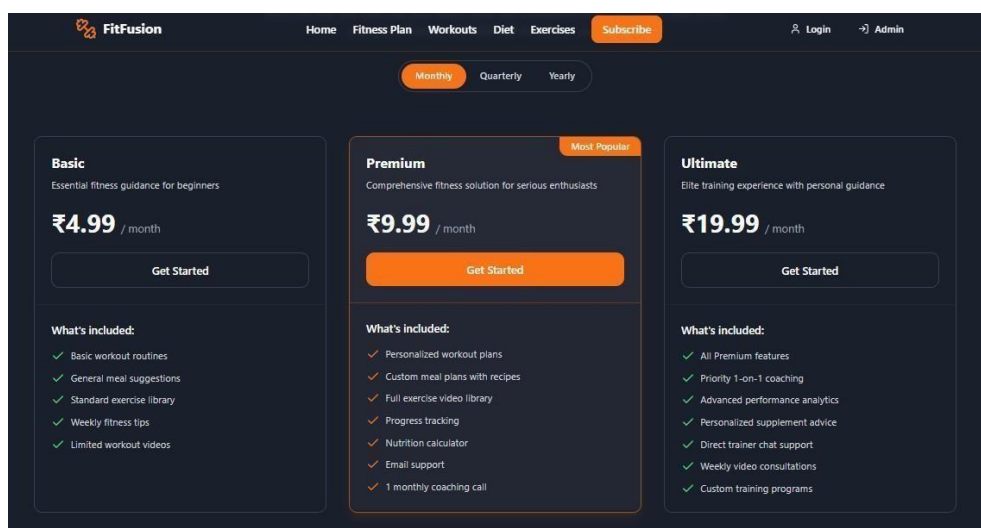 FitFusion
Home Fitness Plan Workouts Diet Exercises Subscribe
Login Admin
Monthly Quarterly Yearly
Basic
Essential fitness guidance for beginners
₹4.99 / month
Get Started
What's included:
Basic workout routines
General meal suggestions
Standard exercise library
Weekly fitness tips
Limited workout videos
Most Popular
Premium
Comprehensive fitness solution for serious enthusiasts
₹9.99 / month
Get Started
What's included:
Personalized workout plans
Custom meal plans with recipes
Full exercise video library
Progress tracking
Nutrition calculator
Email support
1 monthly coaching call
Ultimate
Elite training experience with personal guidance
₹19.99 / month
Get Started
What's included:
All Premium features
Priority 1-on-1 coaching
Advanced performance analytics
Personalized supplement advice
Direct trainer chat support
Weekly video consultations
Custom training programs